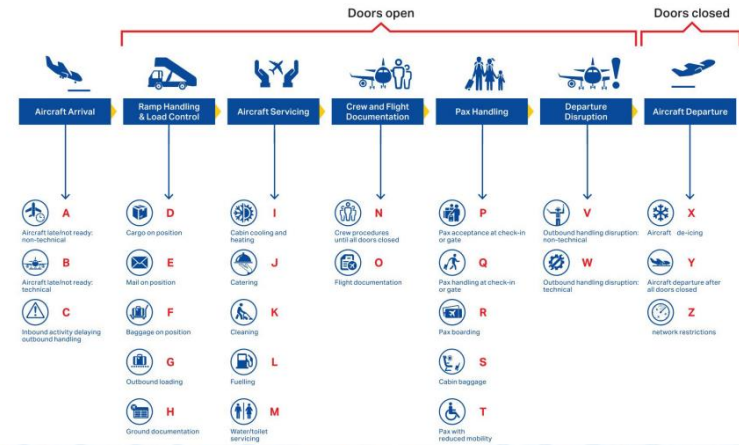 Doors open
Doors closed
Aircraft Arrival
Ramp Handling
& Load Control
Aircraft Servicing
Crew and Flight
Documentation
Pax Handling
Departure
Disruption
Aircraft Departure
A
Aircraft late/not ready:
non-technical
B
Aircraft late/not ready:
technical
C
Inbound activity delaying
outbound handling
D
Cargo on position
E
Mail on position
F
Baggage on position
G
Outbound loading
H
Ground documentation
I
Cabin cooling and
heating
J
Catering
K
Cleaning
L
Fuelling
M
Water/toilet
servicing
N
Crew procedures
until all doors closed
O
Flight documentation
P
Pax acceptance at check-in
or gate
Q
Pax handling at check-in
or gate
R
Pax boarding
S
Cabin baggage
T
Pax with
reduced mobility
V
Outbound handling disruption:
non-technical
W
Outbound handling disruption:
technical
X
Aircraft de-icing
Y
Aircraft departure after
all doors closed
Z
network restrictions